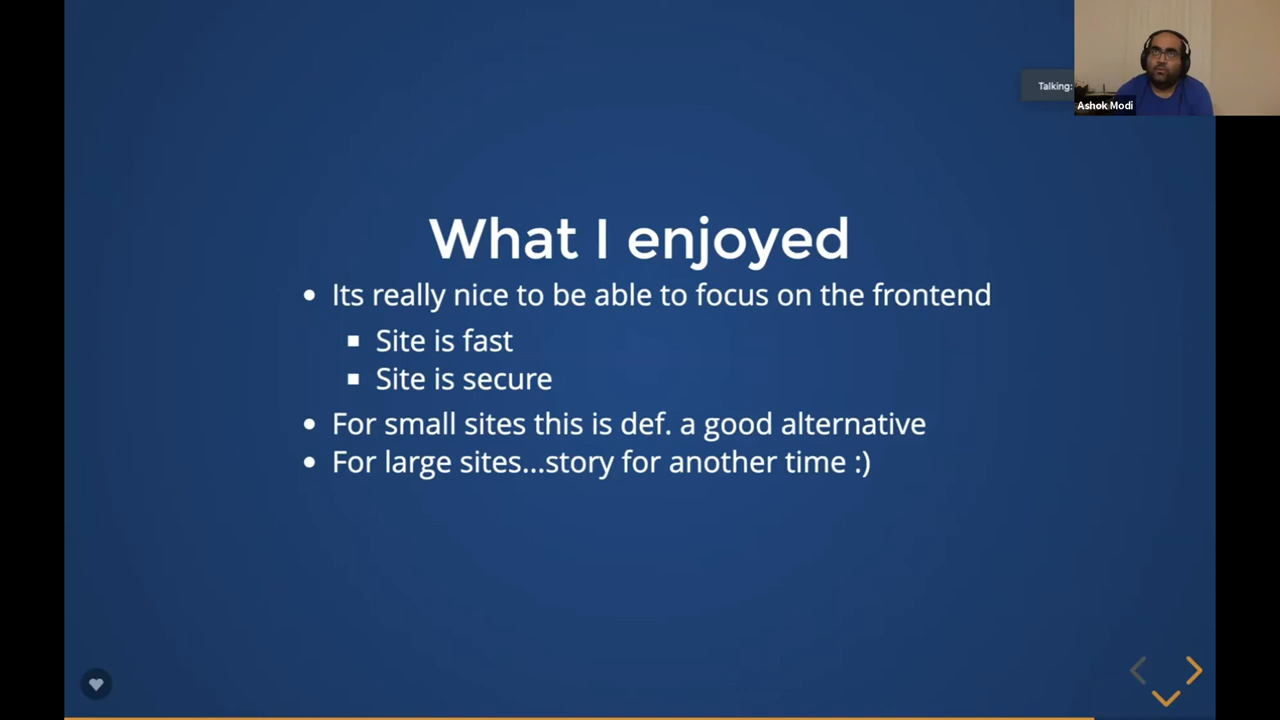 Talking:
Ashok Modi
What I enjoyed
Its really nice to be able to focus on the frontend
Site is fast
Site is secure
For small sites this is def. a good alternative
For large sites...story for another time :)